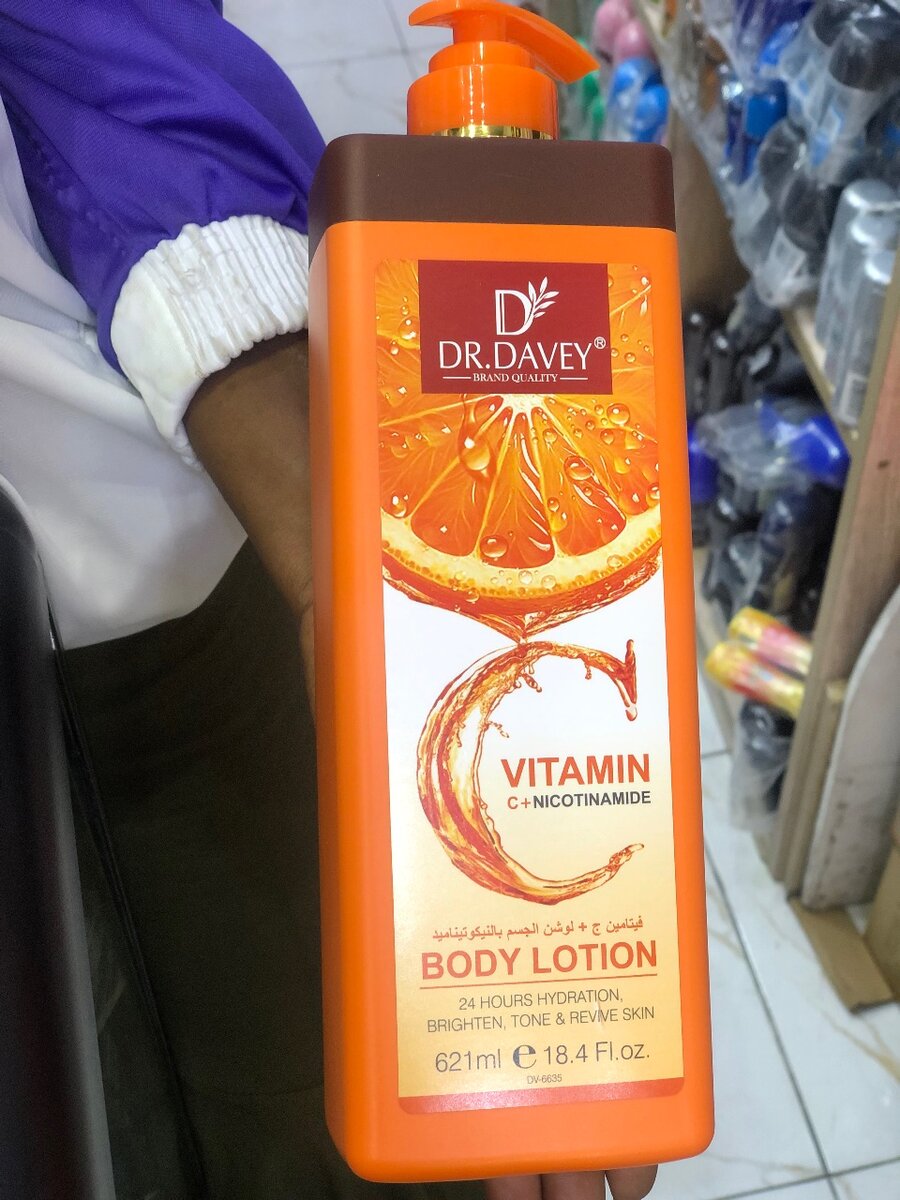 D
DR.DAVEY®
BRAND QUALITY
VITAMIN
C+NICOTINAMIDE
فيتامين ج + لوشن الجسم بالنيكوتيناميد
BODY LOTION
24 HOURS HYDRATION,
BRIGHTEN, TONE & REVIVE SKIN
621ml ℮ 18.4 Fl.oz.
DV-6635